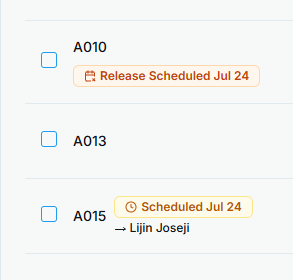 A010
Release Scheduled Jul 24
A013
A015
Scheduled Jul 24
→ Lijin Joseji